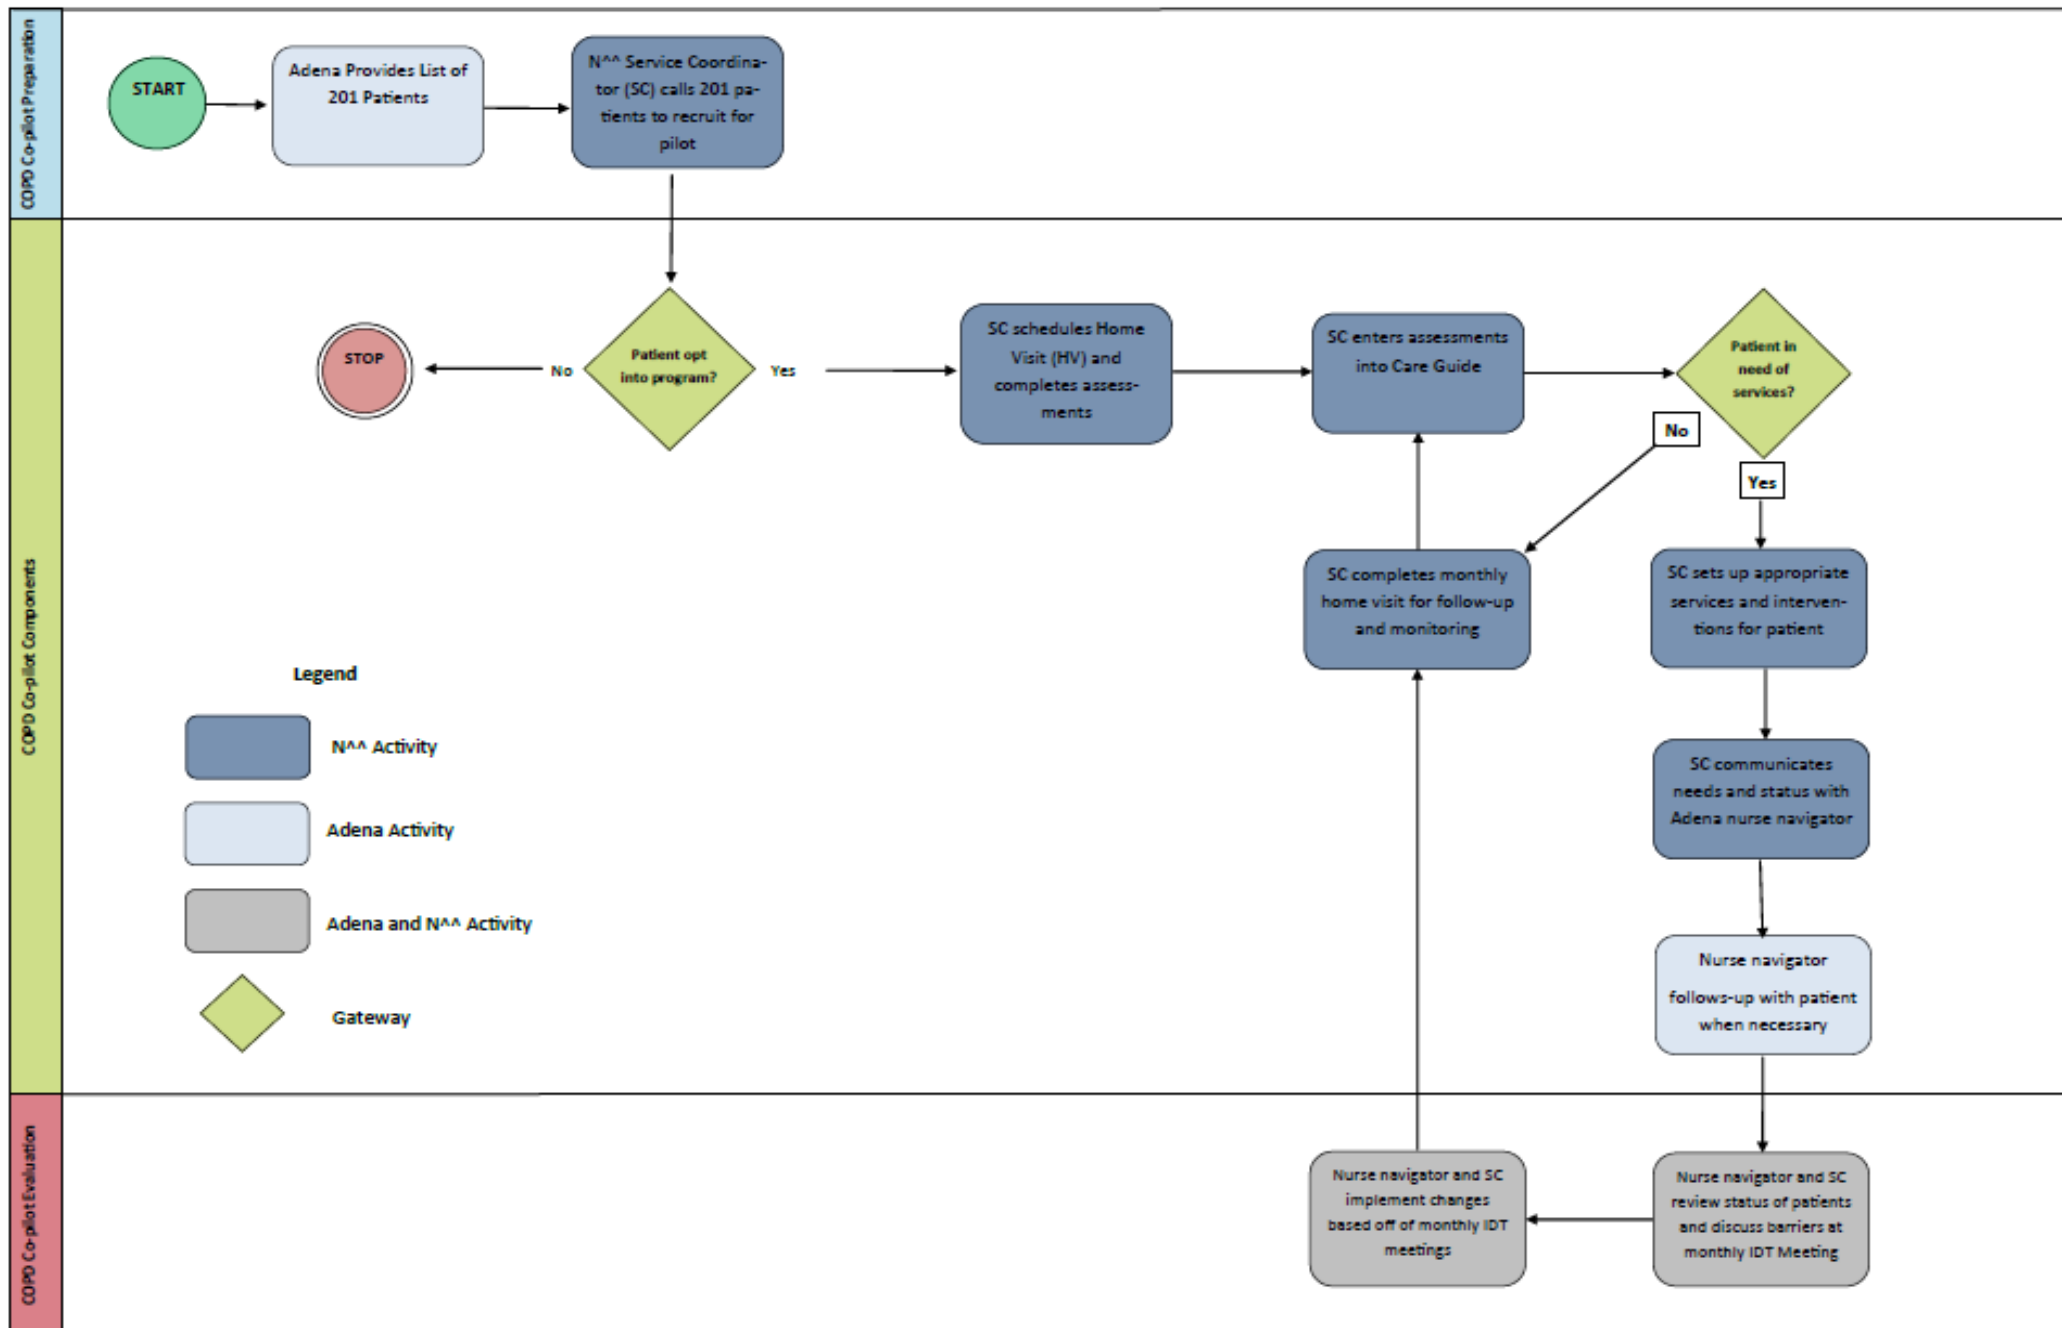 COPD Co-pilot Preparation
START
Adena Provides List of
201 Patients
N^^ Service Coordina-
tor (SC) calls 201 pa-
tients to recruit for
pilot
COPD Co-pilot Components
STOP
No
Patient opt
into program?
Yes
SC schedules Home
Visit (HV) and
completes assess-
ments
SC enters assessments
into Care Guide
Patient in
need of
services?
No
Yes
SC completes monthly
home visit for follow-up
and monitoring
SC sets up appropriate
services and interven-
tions for patient
SC communicates
needs and status with
Adena nurse navigator
Nurse navigator
follows-up with patient
when necessary
Legend
N^^ Activity
Adena Activity
Adena and N^^ Activity
Gateway
COPD Co-pilot Evaluation
Nurse navigator and SC
implement changes
based off of monthly IDT
meetings
Nurse navigator and SC
review status of patients
and discuss barriers at
monthly IDT Meeting